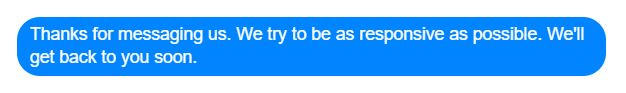 Thanks for messaging us. We try to be as responsive as possible. We'll
get back to you soon.